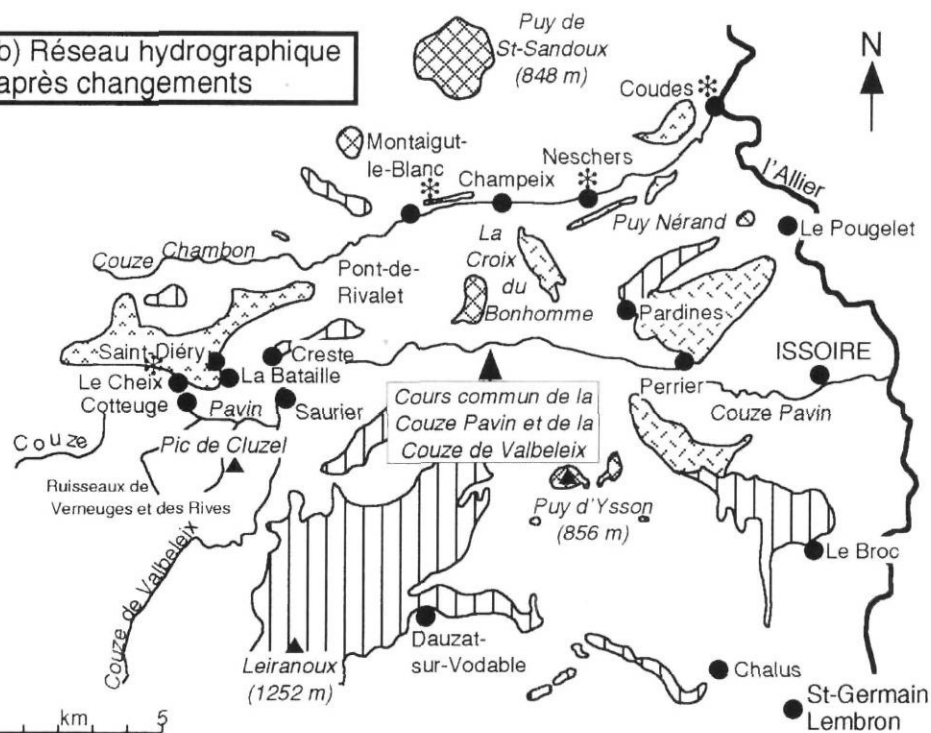 b) Réseau hydrographique
après changements
Puy de
St-Sandoux
(848 m)
N
Coudes
Montaigut-
le-Blanc
Neschers
Champeix
l'Allier
Puy Nérand
Le Pougelet
Couze Chambon
La
Croix
du
Bonhomme
Pont-de-
Rivalet
Pardines
Saint-Diéry
Creste
ISSOIRE
Le Cheix
La Bataille
Perrier
Cotteuge
Pavin
Saurier
Cours commun de la
Couze Pavin et de la
Couze de Valbeleix
Couze Pavin
Couze
Pic de Cluzel
Ruisseaux de
Verneuges et des Rives
Puy d'Ysson
(856 m)
Le Broc
Couze de Valbeleix
Dauzat-
sur-Vodable
Leiranoux
(1252 m)
Chalus
St-Germain
Lembron
km 5